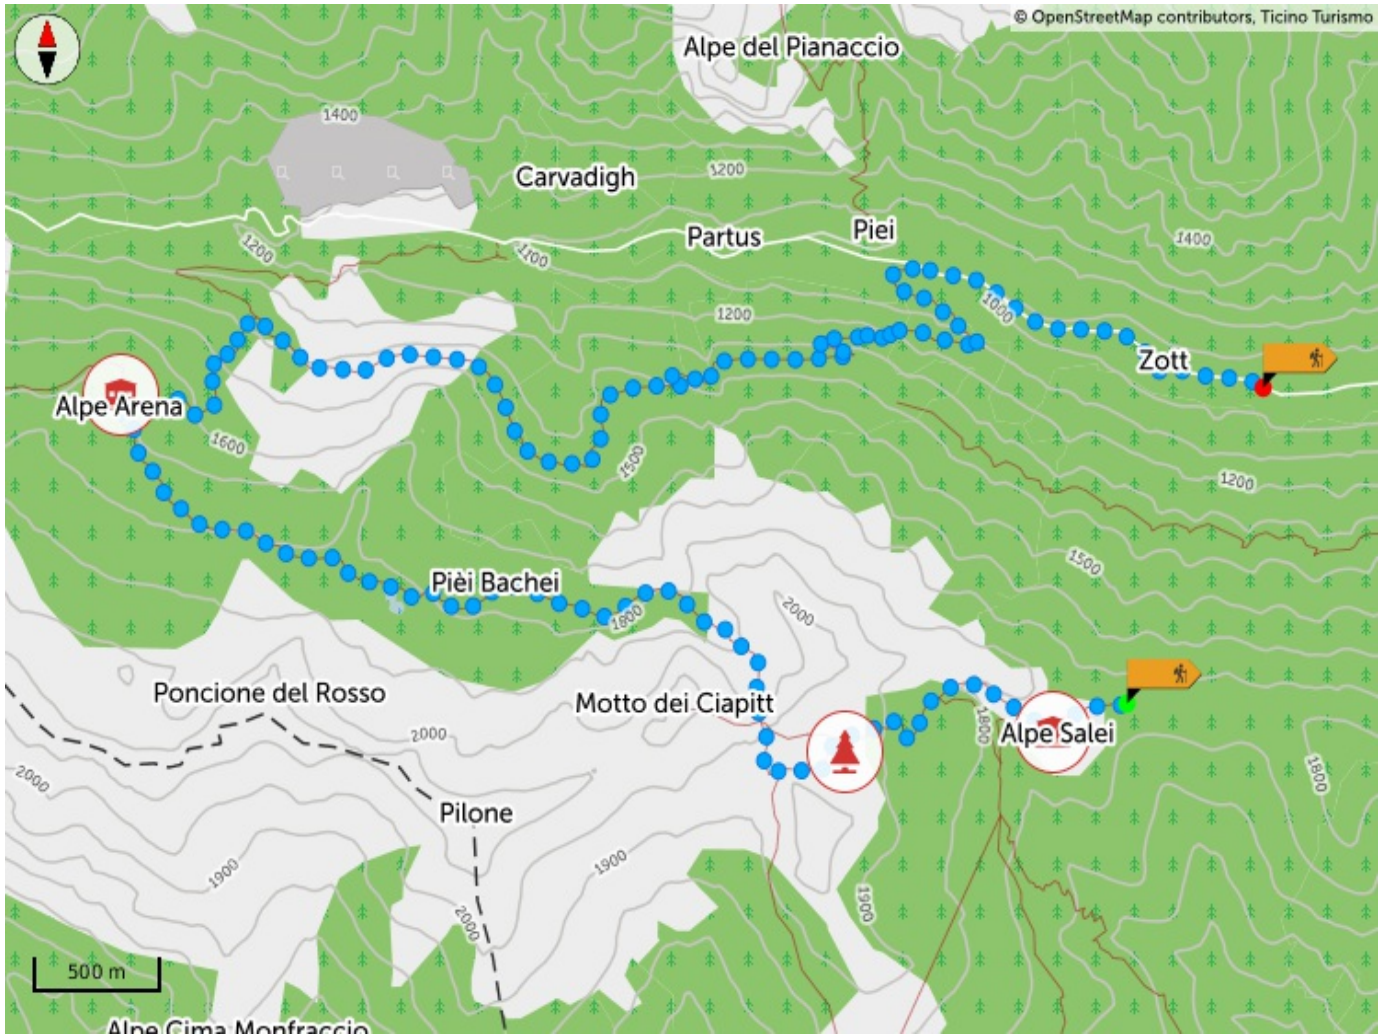 © OpenStreetMap contributors, Ticino Turismo
Alpe del Pianaccio
1400
Carvadigh
1200
Piei
Partus
1400
1200
1100
1000
1200
Zott
Alpe Arena
1600
1500
1200
1500
Pièi Bachei
1800
2000
Poncione del Rosso
Motto dei Ciapitt
1800
Alpe Salei
2000
2000
1800
Pilone
1900
1900
1900
2000
500 m
Alpe Cima Monfraccio